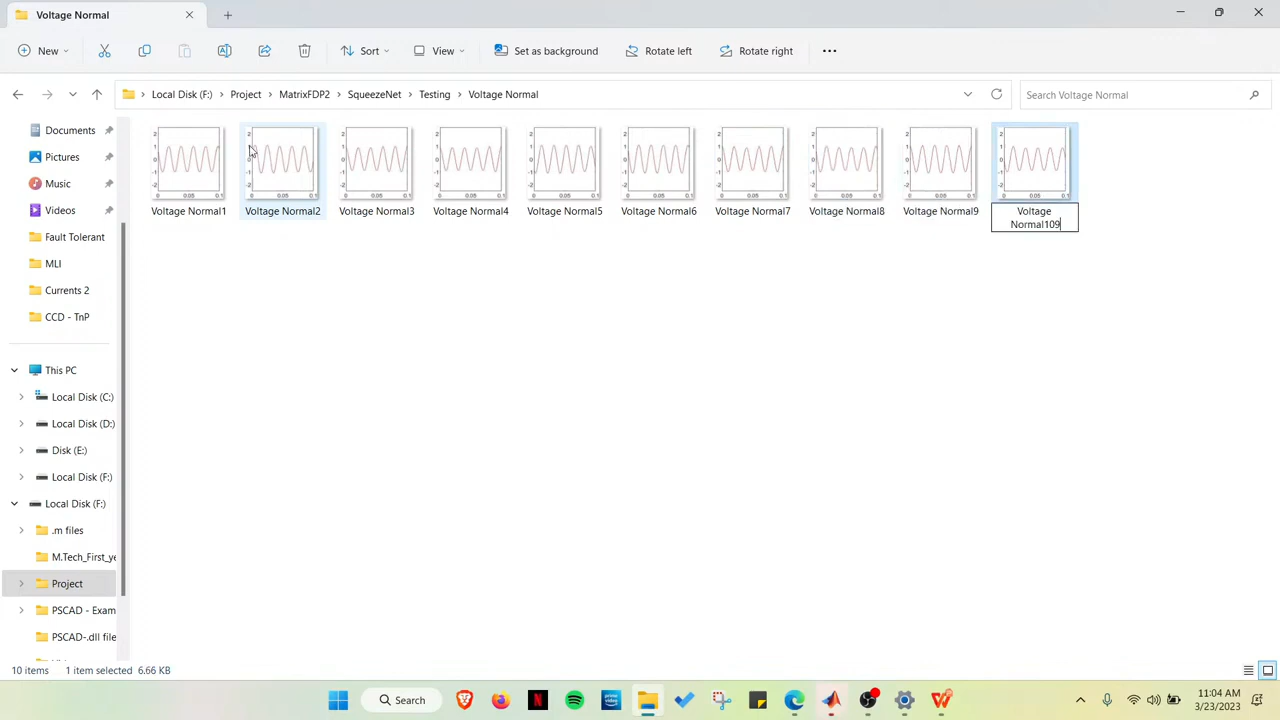 Voltage Normal
New
Sort
View
Set as background
Rotate left
Rotate right
Local Disk (F:)
Project
MatrixFDP2
SqueezeNet
Testing
Voltage Normal
Search Voltage Normal
Documents
Pictures
Music
Videos
Fault Tolerant
MLI
Currents 2
CCD - TnP
This PC
Local Disk (C:)
Local Disk (D:)
Disk (E:)
Local Disk (F:)
Local Disk (F:)
.m files
M.Tech_First_ye
Project
PSCAD - Exam
PSCAD-.dll file
Voltage Normal1
Voltage Normal2
Voltage Normal3
Voltage Normal4
Voltage Normal5
Voltage Normal6
Voltage Normal7
Voltage Normal8
Voltage Normal9
Voltage
Normal109
10 items
1 item selected 6.66 KB
Search
prime video
11:04 AM
3/23/2023